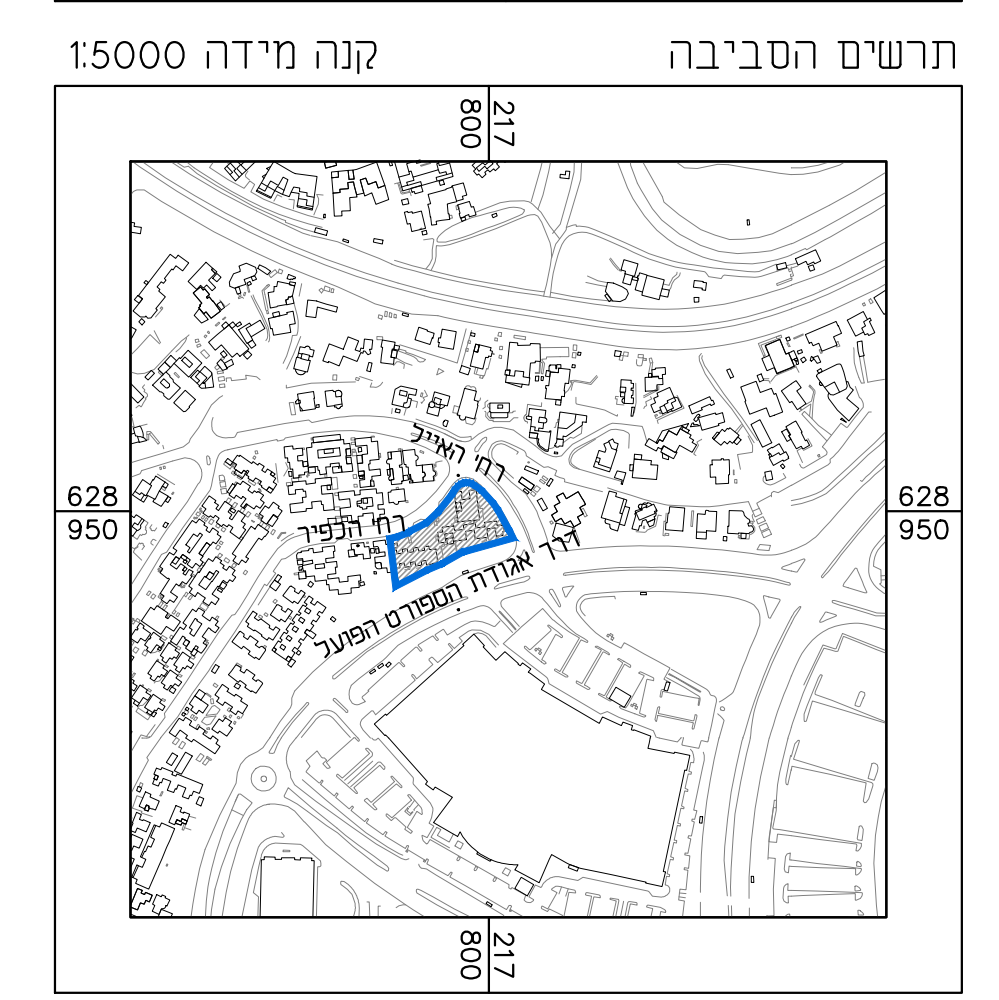 תרשים הסביבה
קנה מידה 1:5000
217
800
רח' האייל
628
950
628
950
רח' הכפיר
דרך אגודת הספורט הפועל
217
800